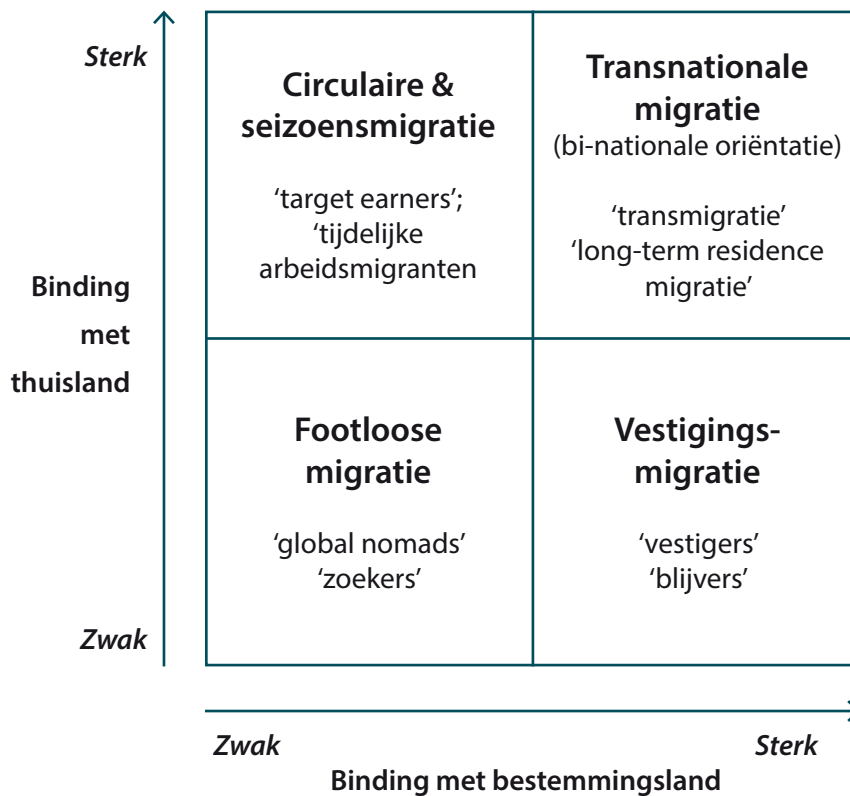 Sterk
Circulaire &
seizoensmigratie
‘target earners’;
‘tijdelijke
arbeidsmigranten
Transnationale
migratie
(bi-nationale oriëntatie)
‘transmigratie’
‘long-term residence
migratie’
Binding
met
thuisland
Footloose
migratie
‘global nomads’
‘zoekers’
Vestigings-
migratie
‘vestigers’
‘blijvers’
Zwak
Zwak
Sterk
Binding met bestemmingsland